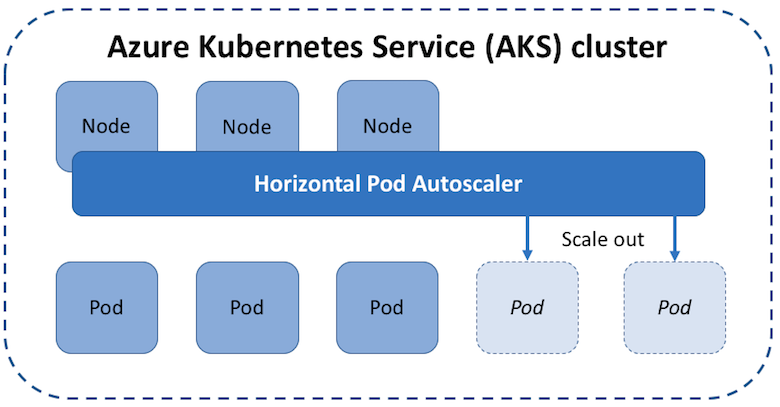 Azure Kubernetes Service (AKS) cluster
Node
Node
Node
Horizontal Pod Autoscaler
Scale out
Pod
Pod
Pod
Pod
Pod